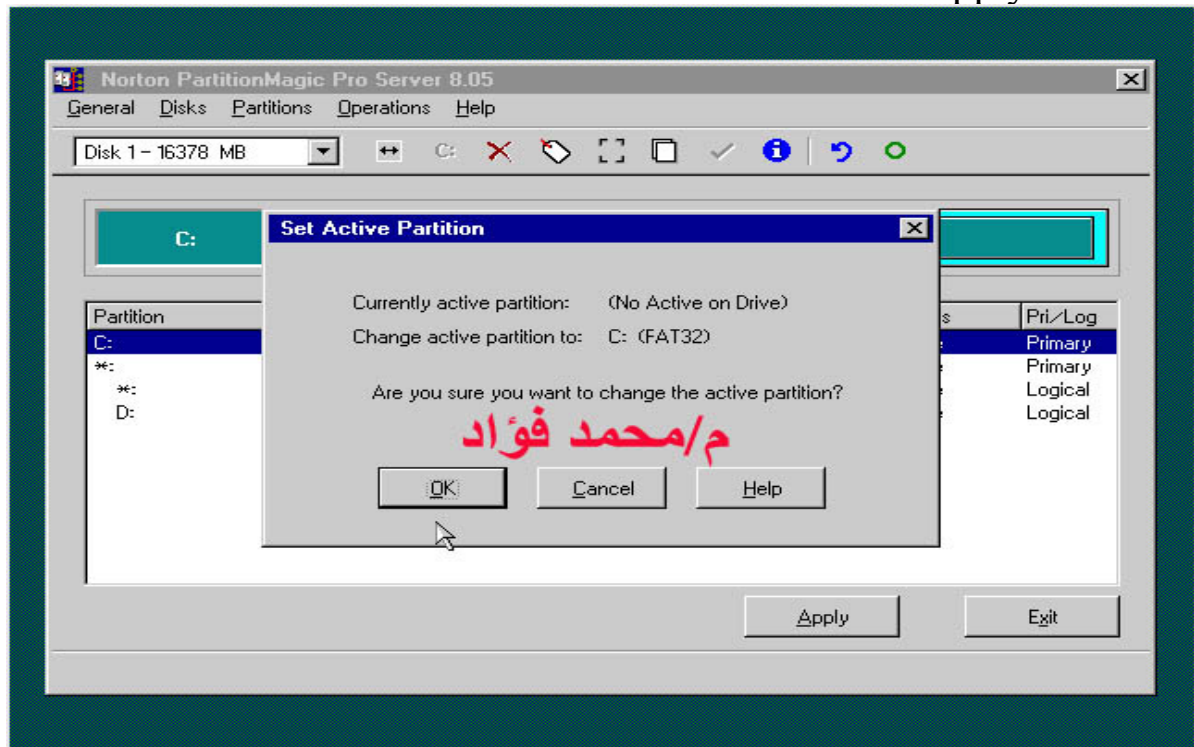 Norton PartitionMagic Pro Server 8.05
General Disks Partitions Operations Help
Disk 1 - 16378 MB C:
C:
Set Active Partition
Currently active partition: (No Active on Drive)
Change active partition to: C: (FAT32)
Are you sure you want to change the active partition?
م/محمد فؤاد
OK Cancel Help
Partition Pri/Log
C: Primary
*: Primary
*: Logical
D: Logical
Apply Exit